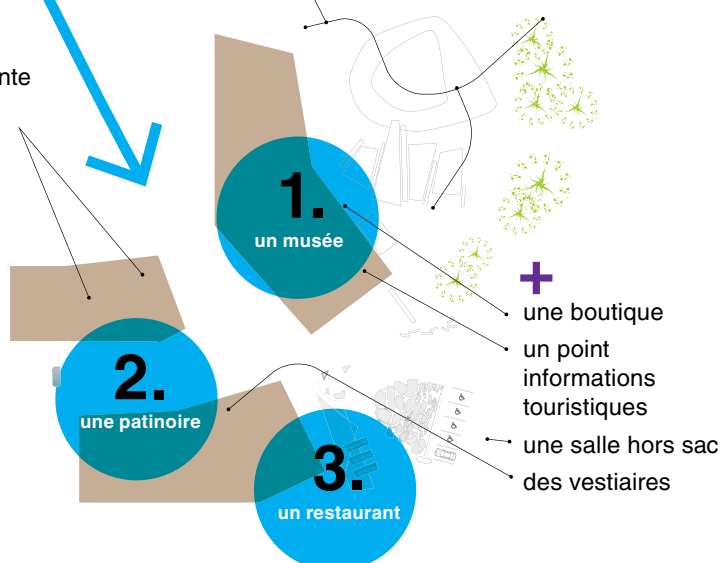 nte
1.
un musée
2.
une patinoire
3.
un restaurant
+
une boutique
un point
informations
touristiques
une salle hors sac
des vestiaires